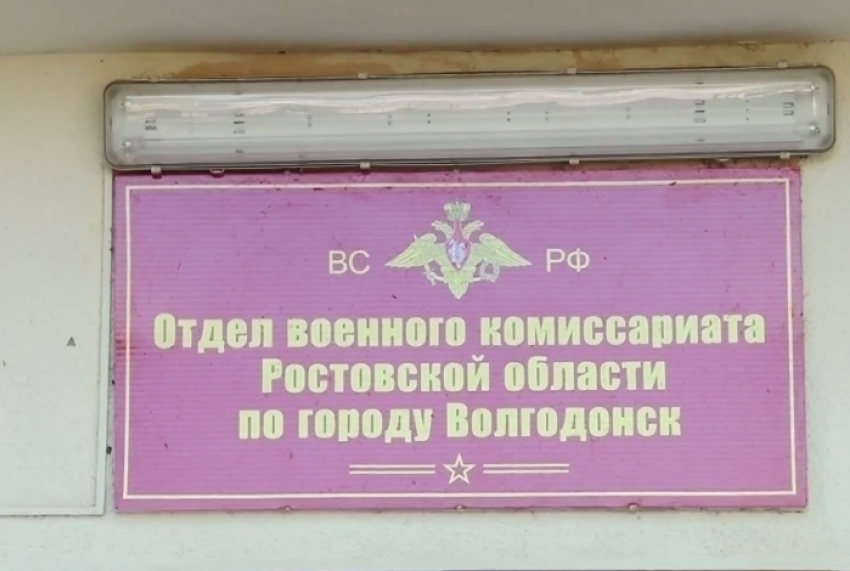 ВС РФ
Отдел военного комиссариата
Ростовской области
по городу Волгодонск